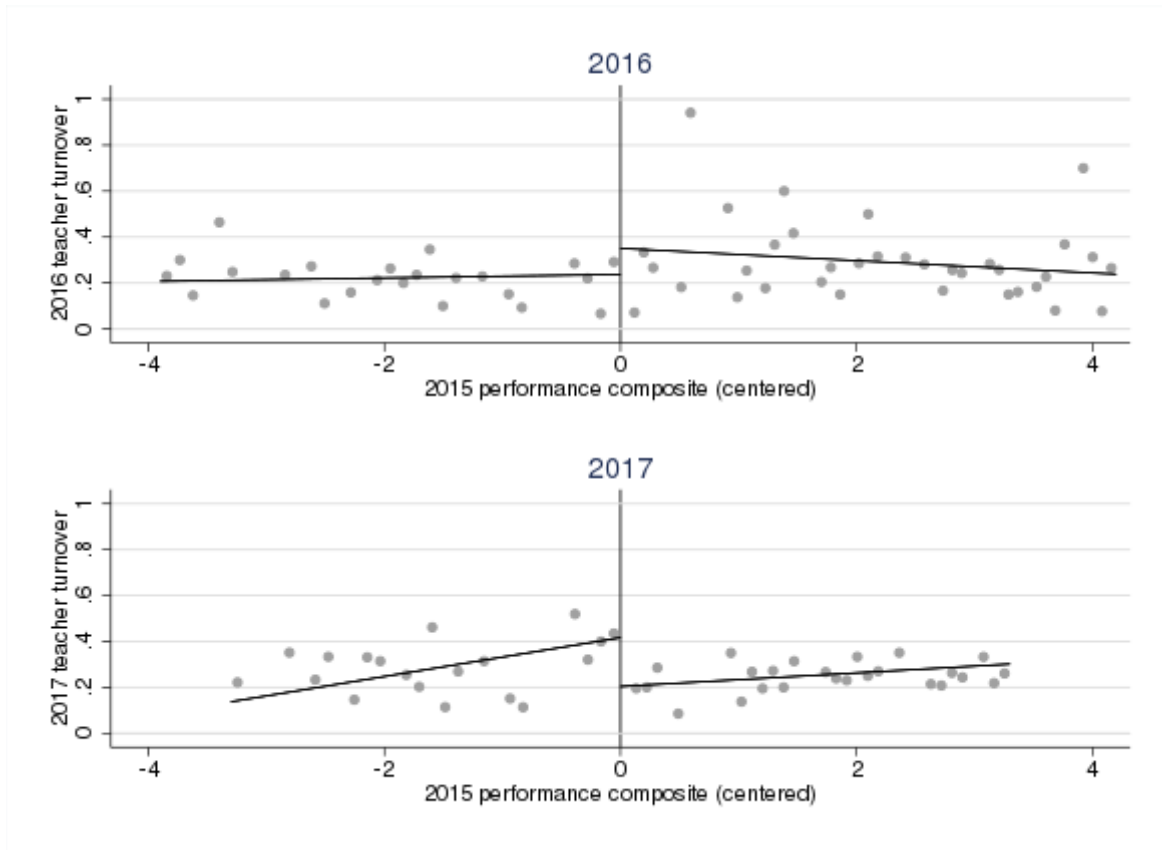 2016
2016 teacher turnover
1
.8
.6
.4
.2
0
-4 -2 0 2 4
2015 performance composite (centered)
2017
2017 teacher turnover
1
.8
.6
.4
.2
0
-4 -2 0 2 4
2015 performance composite (centered)